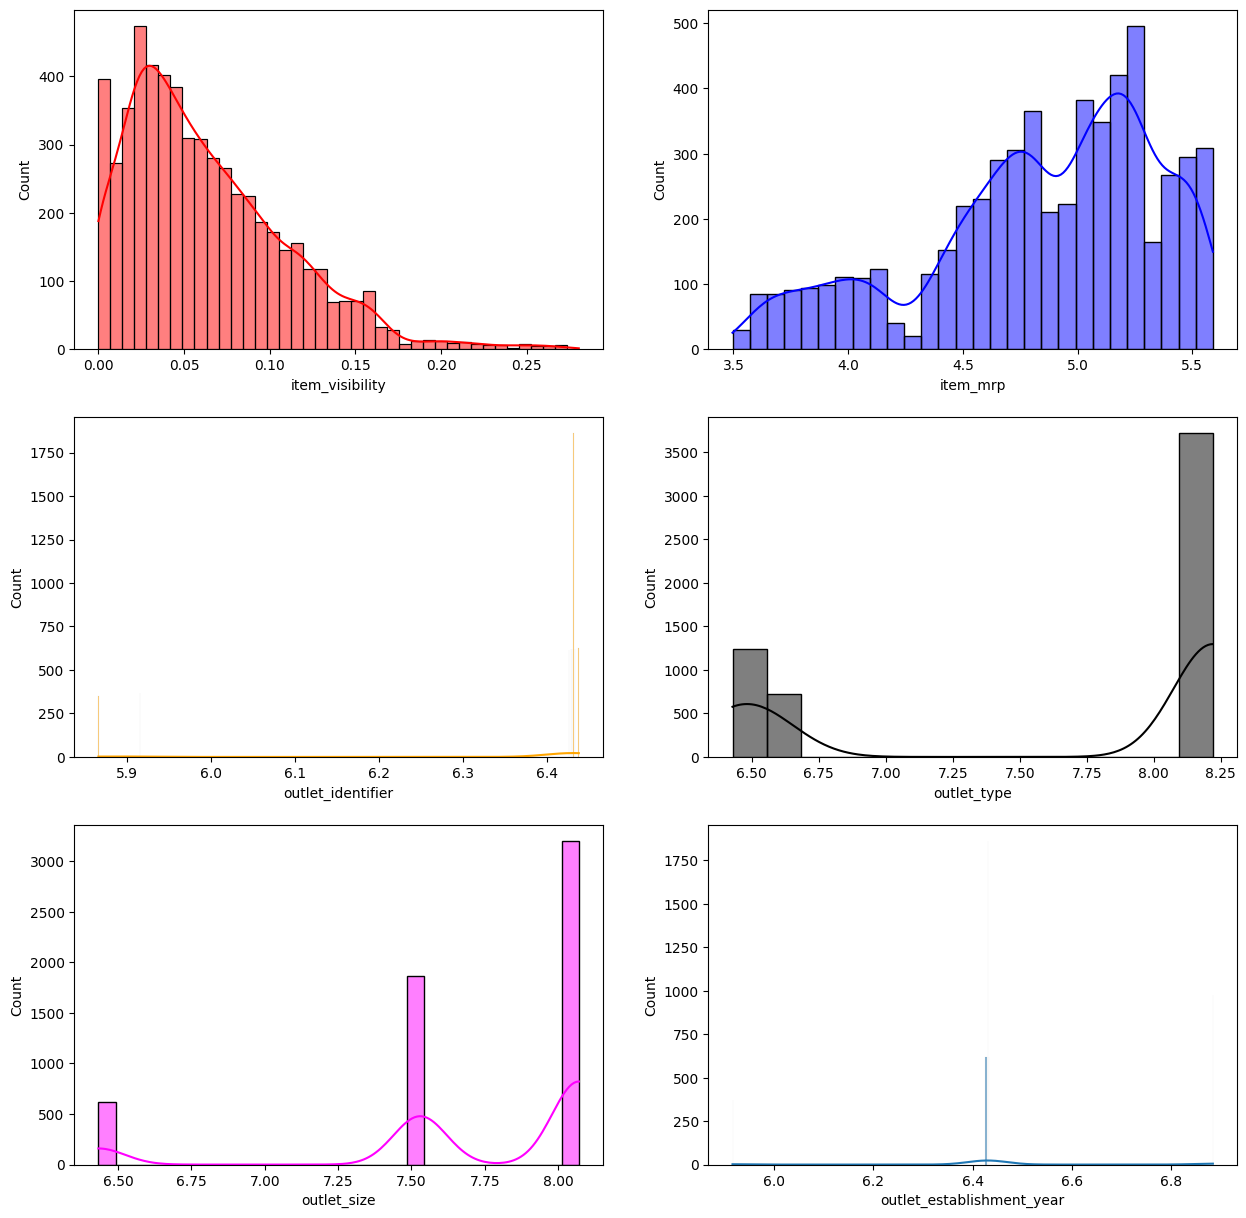 400
300
200
100
0
Count
0.00 0.05 0.10 0.15 0.20 0.25
item_visibility
500
400
300
200
100
0
Count
3.5 4.0 4.5 5.0 5.5
item_mrp
1750
1500
1250
1000
750
500
250
0
Count
5.9 6.0 6.1 6.2 6.3 6.4
outlet_identifier
3500
3000
2500
2000
1500
1000
500
0
Count
6.50 6.75 7.00 7.25 7.50 7.75 8.00 8.25
outlet_type
3000
2500
2000
1500
1000
500
0
Count
6.50 6.75 7.00 7.25 7.50 7.75 8.00
outlet_size
1750
1500
1250
1000
750
500
250
0
Count
6.0 6.2 6.4 6.6 6.8
outlet_establishment_year